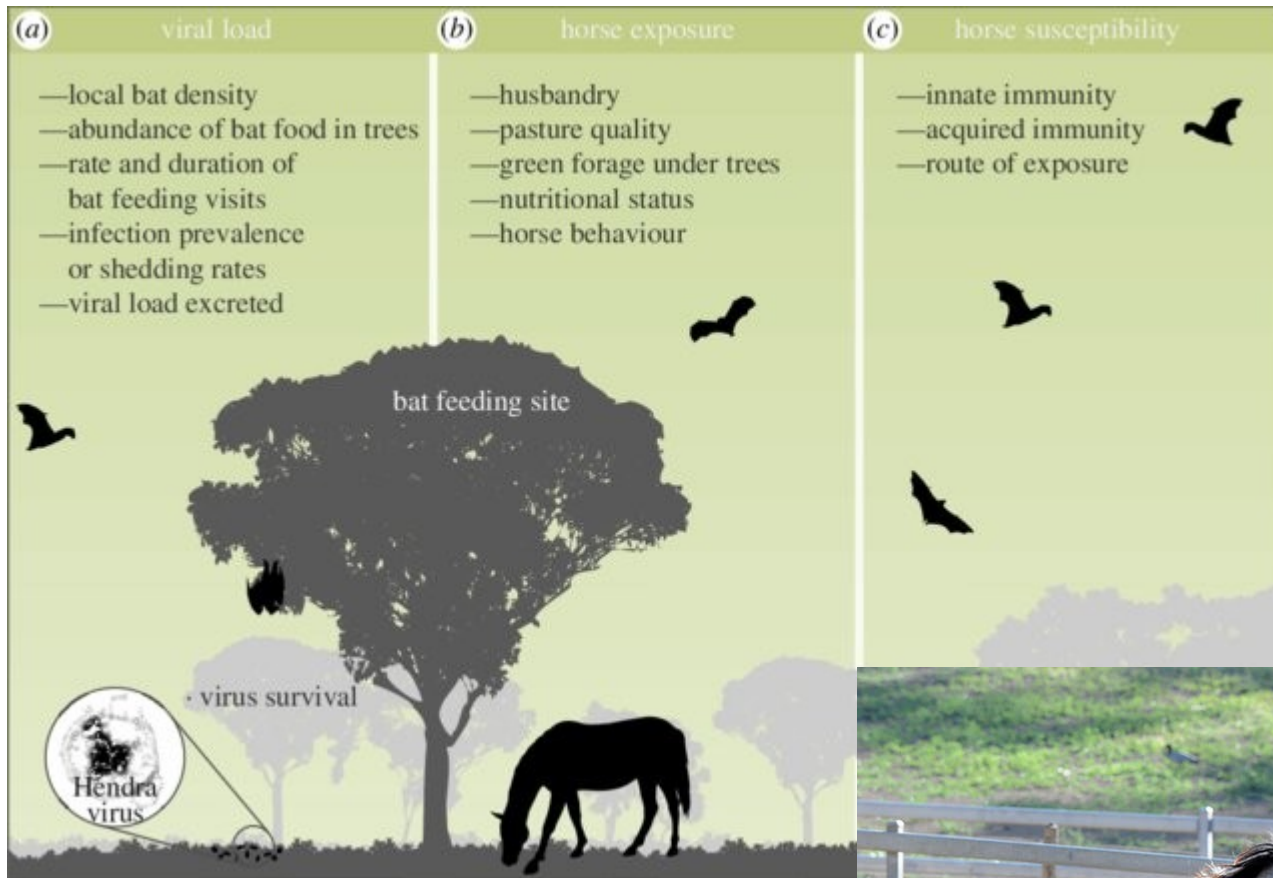 (a) viral load
—local bat density
—abundance of bat food in trees
—rate and duration of
bat feeding visits
—infection prevalence
or shedding rates
—viral load excreted
(b) horse exposure
—husbandry
—pasture quality
—green forage under trees
—nutritional status
—horse behaviour
(c) horse susceptibility
—innate immunity
—acquired immunity
—route of exposure
bat feeding site
· virus survival
Hendra
virus